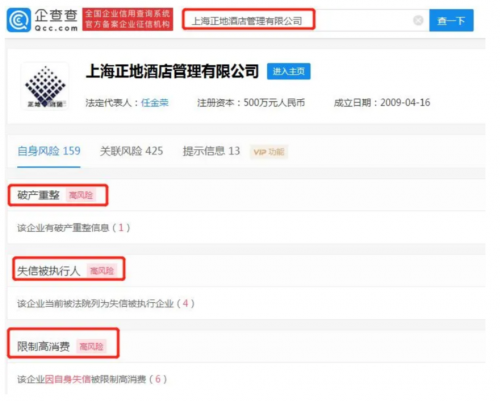 企查查
Qcc.com
全国企业信用查询系统
官方备案企业征信机构
上海正地酒店管理有限公司
查一下
上海正地酒店管理有限公司 进入主页
法定代表人：任金荣 注册资本：500万元人民币 成立日期：2009-04-16
自身风险 159 关联风险 425 提示信息 13 VIP 功能
破产重整 高风险
该企业有破产重整信息（1）
失信被执行人 高风险
该企业当前被法院列为失信被执行企业（4）
限制高消费 高风险
该企业因自身失信被限制高消费（6）